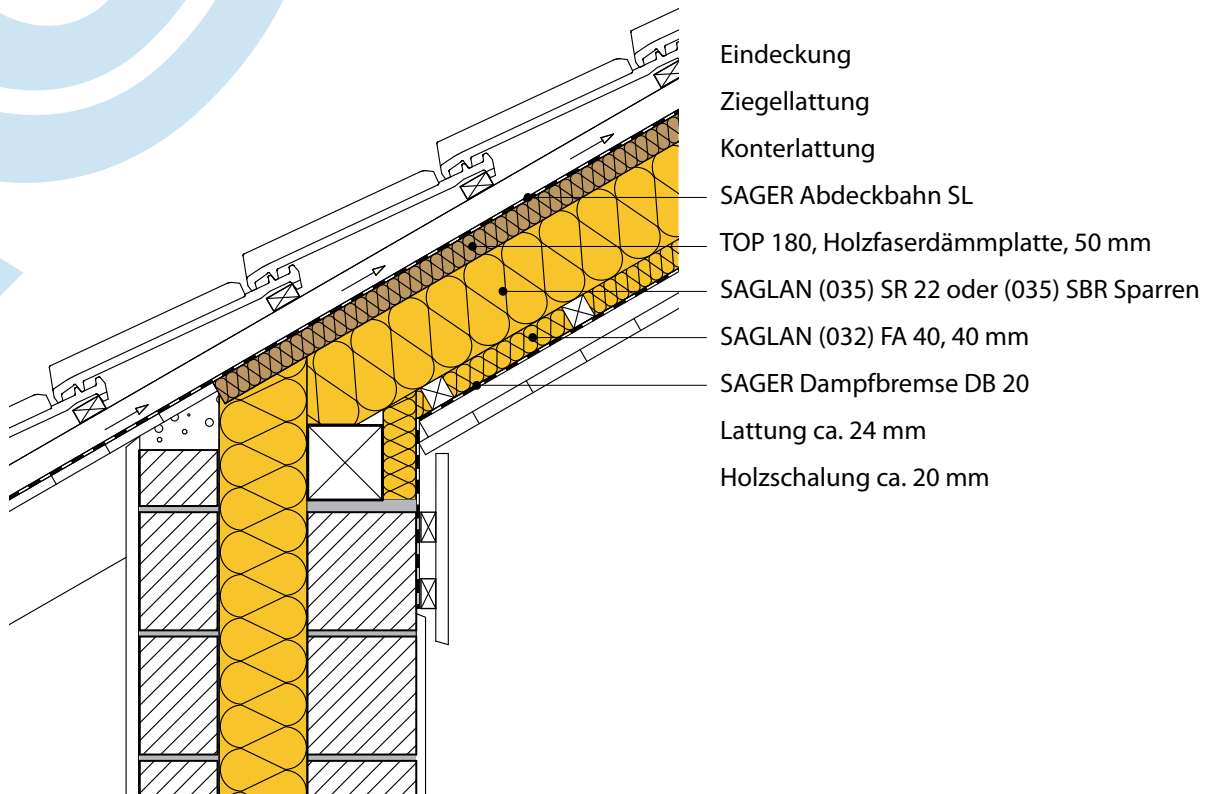 Eindeckung
Ziegellattung
Konterlattung
SAGER Abdeckbahn SL
TOP 180, Holzfaserdämmplatte, 50 mm
SAGLAN (035) SR 22 oder (035) SBR Sparren
SAGLAN (032) FA 40, 40 mm
SAGER Dampfbremse DB 20
Lattung ca. 24 mm
Holzschalung ca. 20 mm